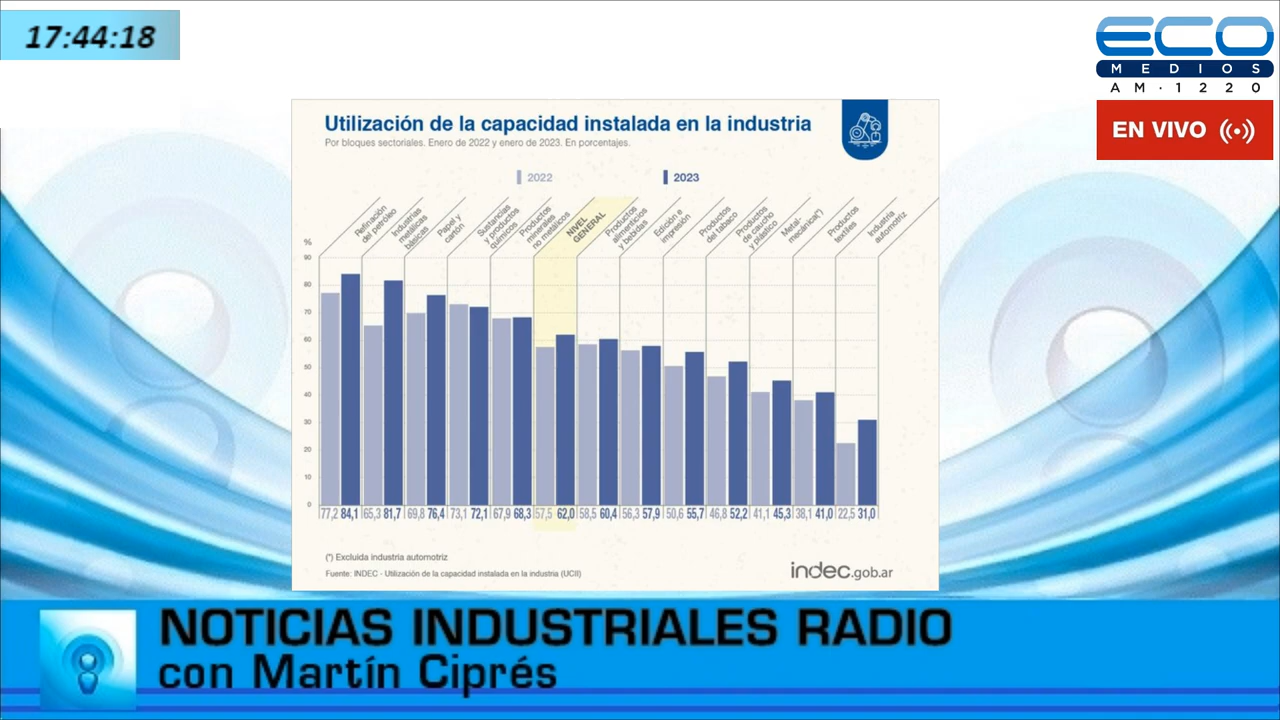 17:44:18
ECO
MEDIOS
AM·1220
EN VIVO
Utilización de la capacidad instalada en la industria
Por bloques sectoriales. Enero de 2022 y enero de 2023. En porcentajes.
2022
2023
%
Refinación
del petróleo
Industrias
metálicas
básicas
Papel y
cartón
Sustancias
y productos
químicos
Productos
minerales
no metálicos
NIVEL
GENERAL
Productos
alimenticios
y bebidas
Edición e
impresión
Productos
del tabaco
Productos
de caucho
y plástico
Metal-
mecánica(*)
Productos
textiles
Industria
automotriz
90
80
70
60
50
40
30
20
10
0
77,2 84,1 65,3 81,7 69,8 76,4 73,1 72,1 67,9 68,3 57,5 62,0 58,5 60,4 56,3 57,9 50,6 55,7 46,8 52,2 41,1 45,3 38,1 41,0 22,5 31,0
(*) Excluida industria automotriz
Fuente: INDEC - Utilización de la capacidad instalada en la industria (UCII)
indec.gob.ar
NOTICIAS INDUSTRIALES RADIO
con Martín Ciprés